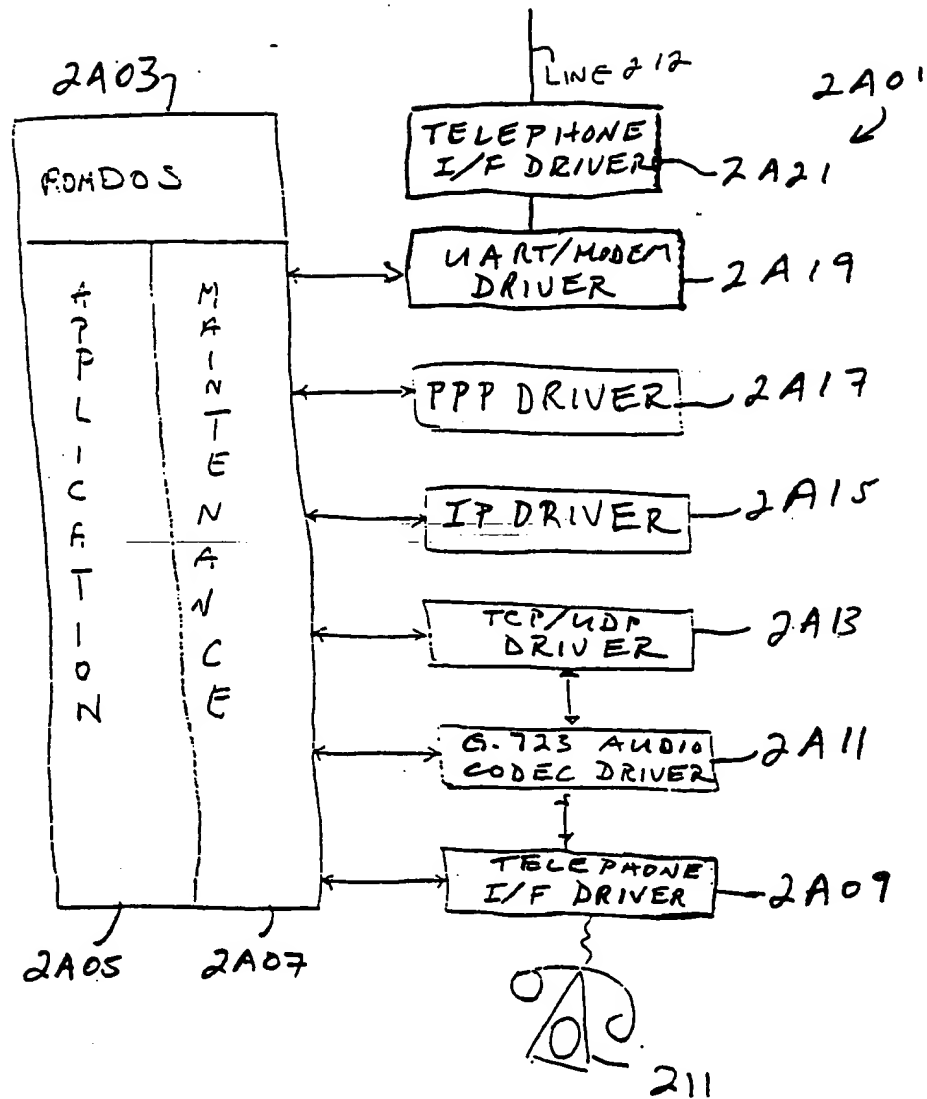 LINE 212
2A03
2A01
TELEPHONE
I/F DRIVER
2A21
ROMDOS
UART/MODEM
DRIVER
2A19
APPLICATION
MAINTENANCE
PPP DRIVER
2A17
IP DRIVER
2A15
TCP/UDP
DRIVER
2A13
G.723 AUDIO
CODEC DRIVER
2A11
TELEPHONE
I/F DRIVER
2A09
2A05
2A07
211